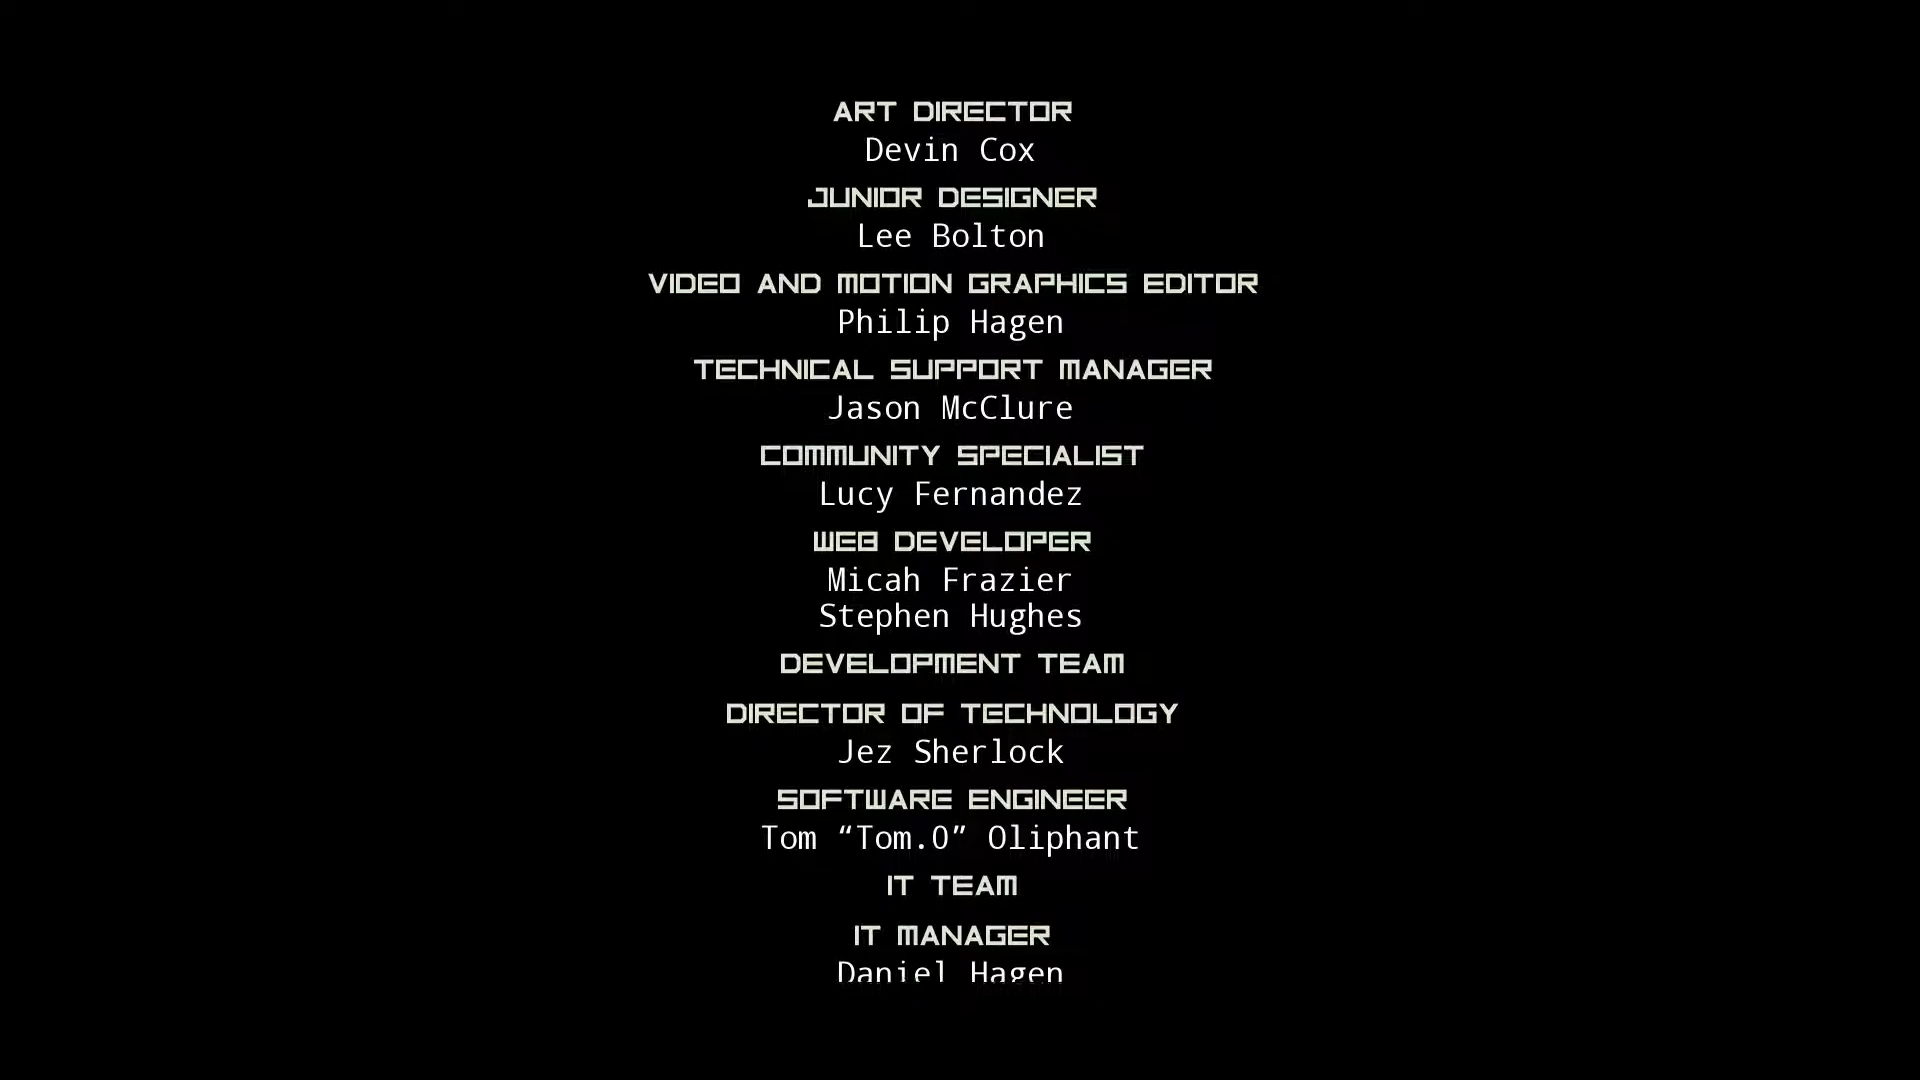 ART DIRECTOR
Devin Cox
JUNIOR DESIGNER
Lee Bolton
VIDEO AND MOTION GRAPHICS EDITOR
Philip Hagen
TECHNICAL SUPPORT MANAGER
Jason McClure
COMMUNITY SPECIALIST
Lucy Fernandez
WEB DEVELOPER
Micah Frazier
Stephen Hughes
DEVELOPMENT TEAM
DIRECTOR OF TECHNOLOGY
Jez Sherlock
SOFTWARE ENGINEER
Tom “Tom.O” Oliphant
IT TEAM
IT MANAGER
Daniel Hagen